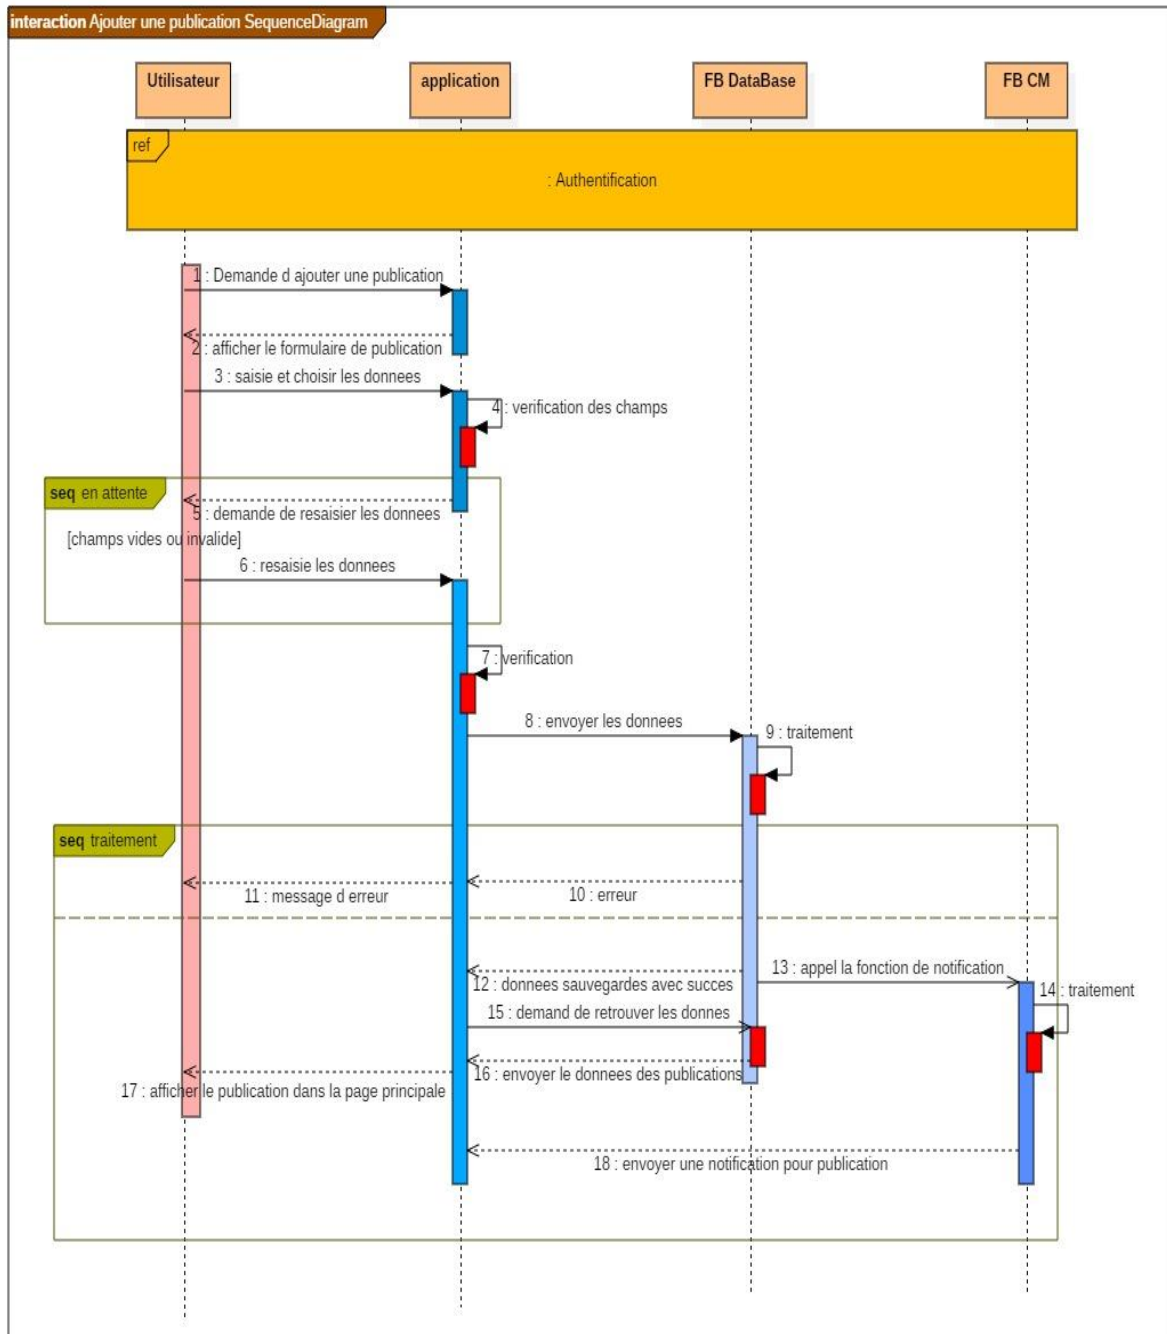 interaction Ajouter une publication SequenceDiagram
Utilisateur
application
FB DataBase
FB CM
ref
: Authentification
1 : Demande d ajouter une publication
2 : afficher le formulaire de publication
3 : saisie et choisir les donnees
4 : verification des champs
seq en attente
5 : demande de resaisier les donnees
[champs vides ou invalide]
6 : resaisie les donnees
7 : verification
8 : envoyer les donnees
9 : traitement
seq traitement
11 : message d erreur
10 : erreur
13 : appel la fonction de notification
12 : donnees sauvegardes avec succes
14 : traitement
15 : demand de retrouver les donnes
16 : envoyer le donnees des publications
17 : afficher le publication dans la page principale
18 : envoyer une notification pour publication